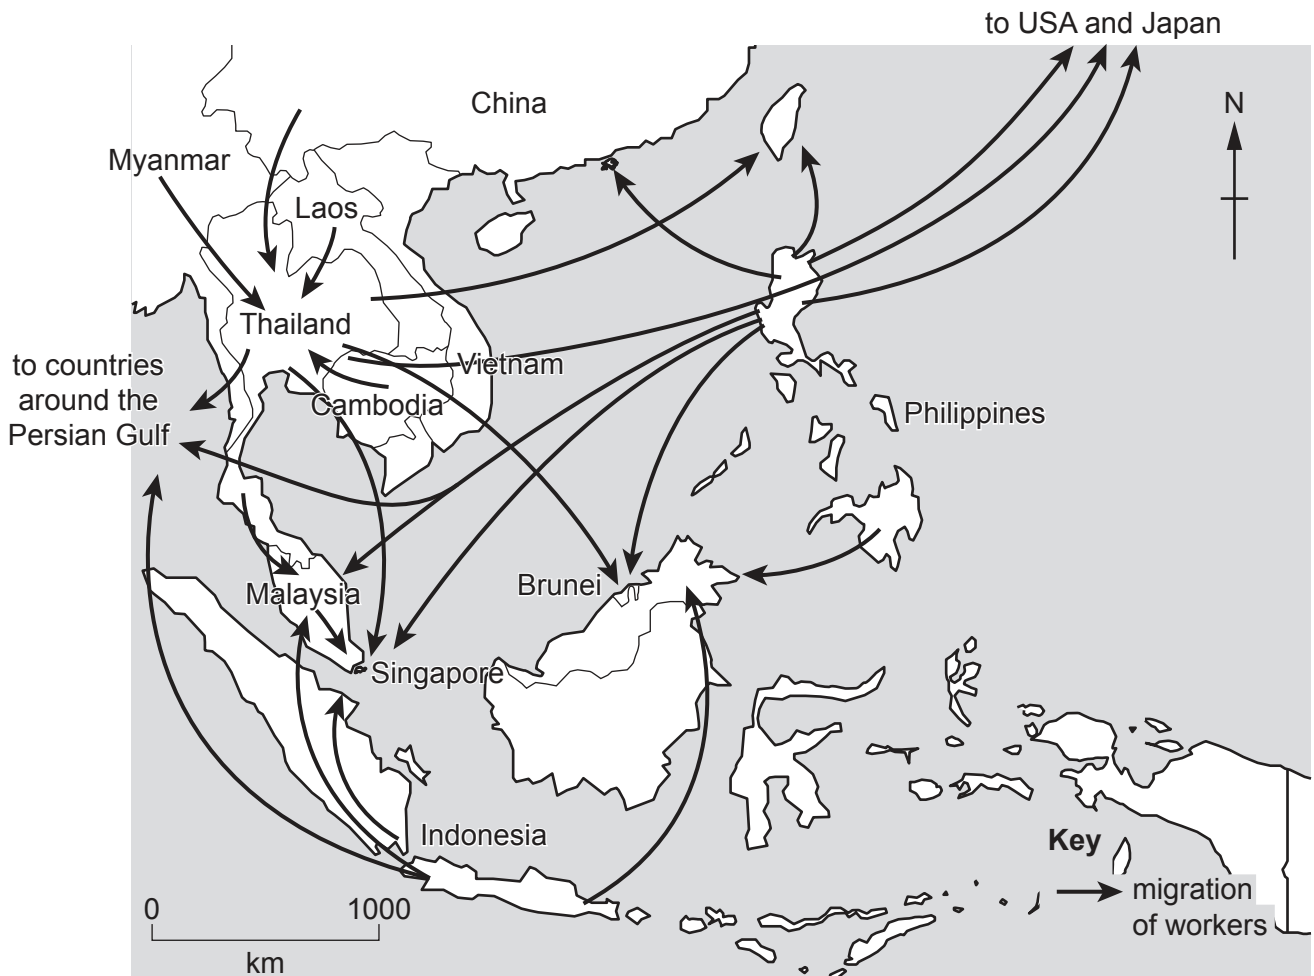 to USA and Japan
China
N
Myanmar
Laos
Thailand
to countries
around the
Persian Gulf
Vietnam
Cambodia
Philippines
Brunei
Malaysia
Singapore
Indonesia
Key
migration
of workers
0 1000
km